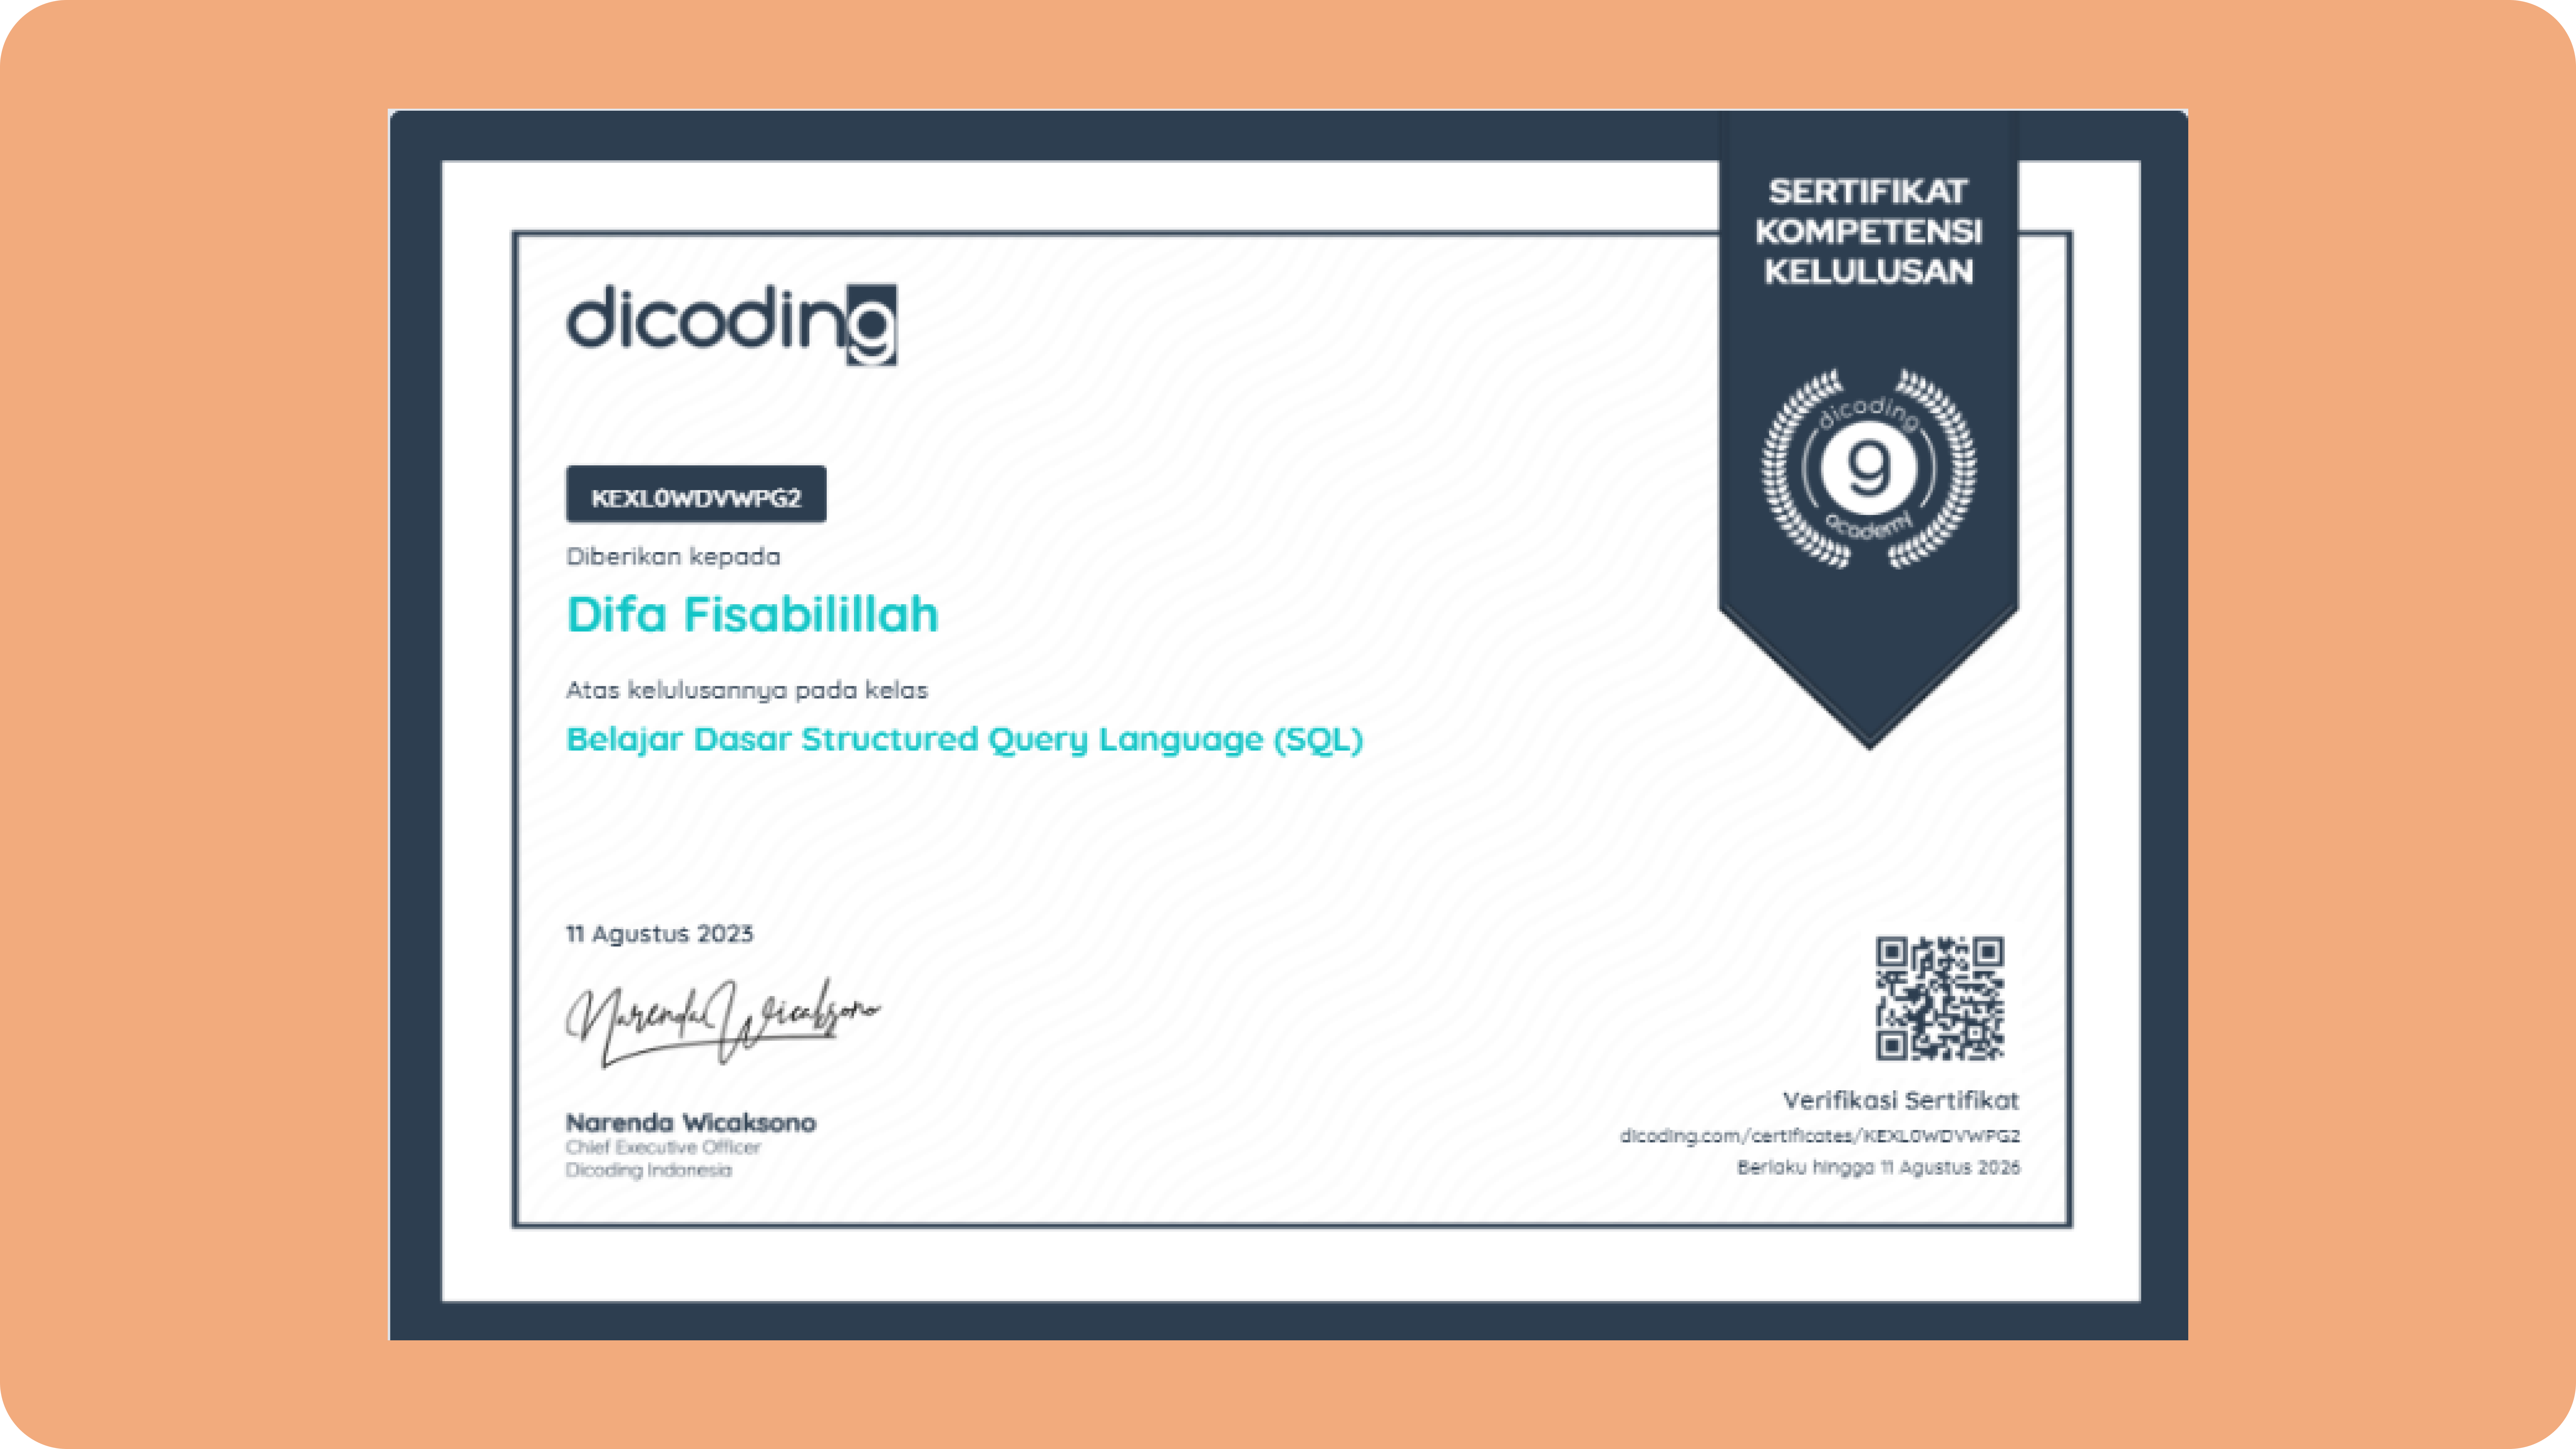 SERTIFIKAT
KOMPETENSI
KELULUSAN
dicoding
dicoding
9
academy
KEXL0WDVWPG2
Diberikan kepada
Difa Fisabilillah
Atas kelulusannya pada kelas
Belajar Dasar Structured Query Language (SQL)
11 Agustus 2023
Narenda Wicaksono
Narenda Wicaksono
Chief Executive Officer
Dicoding Indonesia
Verifikasi Sertifikat
dicoding.com/certificates/KEXL0WDVWPG2
Berlaku hingga 11 Agustus 2026